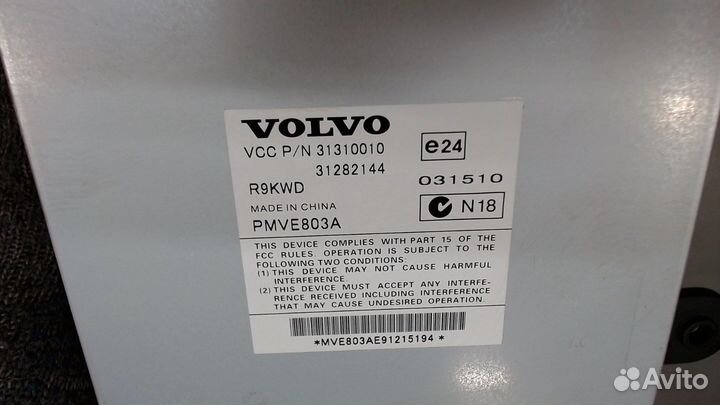 VOLVO
VCC P/N 31310010
31282144
e24
R9KWD
031510
MADE IN CHINA
N18
PMVE803A
THIS DEVICE COMPLIES WITH PART 15 OF THE
FCC RULES. OPERATION IS SUBJECT TO THE
FOLLOWING TWO CONDITIONS:
(1) THIS DEVICE MAY NOT CAUSE HARMFUL
INTERFERENCE.
(2) THIS DEVICE MUST ACCEPT ANY INTERFE-
RENCE RECEIVED INCLUDING INTERFERENCE
THAT MAY CAUSE UNDESIRED OPERATION.
*MVE803AE91215194*
Avito